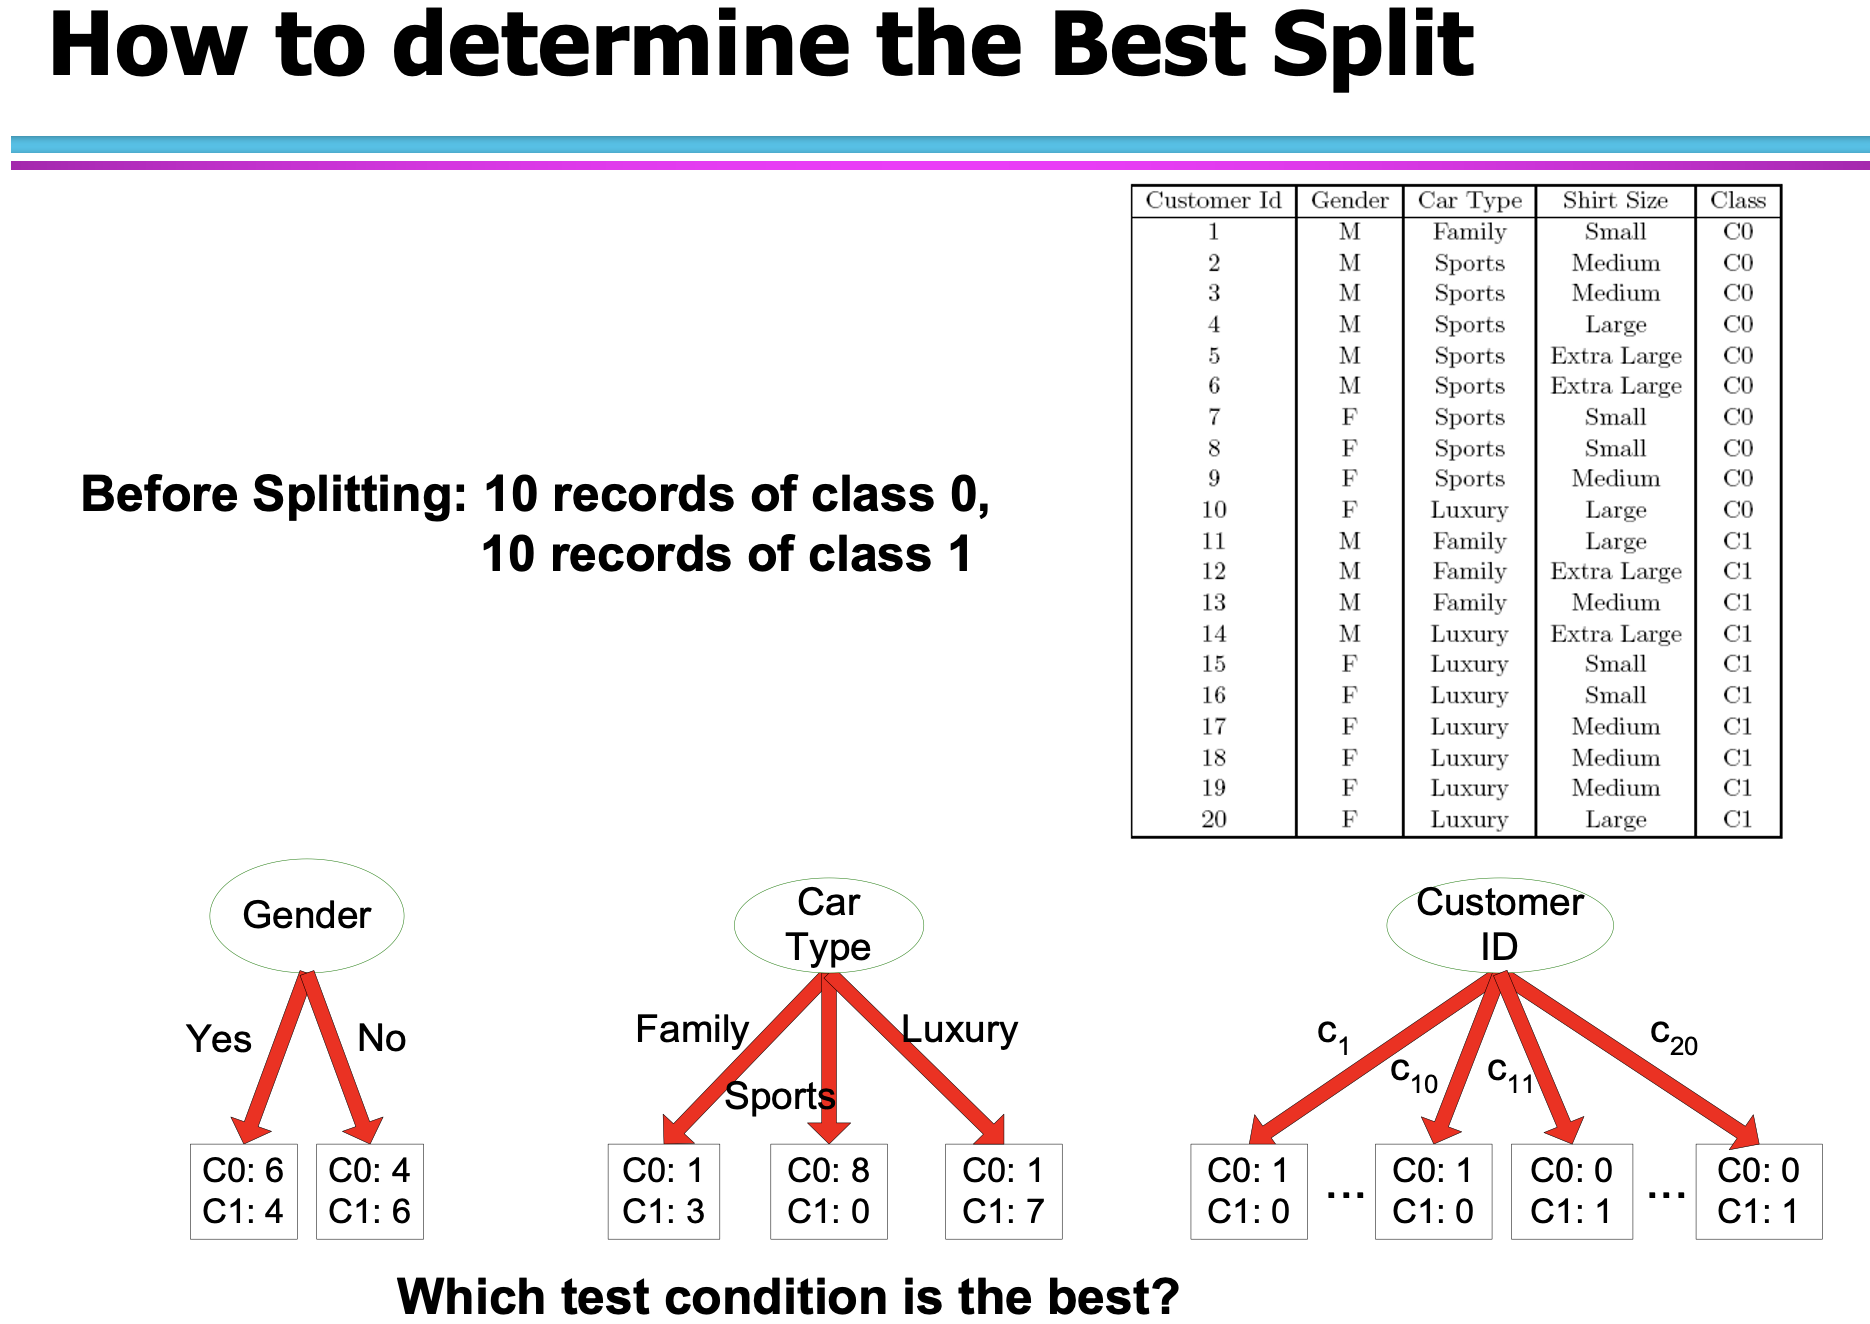 How to determine the Best Split
Customer Id Gender Car Type Shirt Size Class
1 M Family Small C0
2 M Sports Medium C0
3 M Sports Medium C0
4 M Sports Large C0
5 M Sports Extra Large C0
6 M Sports Extra Large C0
7 F Sports Small C0
8 F Sports Small C0
9 F Sports Medium C0
10 F Luxury Large C0
11 M Family Large C1
12 M Family Extra Large C1
13 M Family Medium C1
14 M Luxury Extra Large C1
15 F Luxury Small C1
16 F Luxury Small C1
17 F Luxury Medium C1
18 F Luxury Medium C1
19 F Luxury Medium C1
20 F Luxury Large C1
Before Splitting: 10 records of class 0,
10 records of class 1
Gender
Yes No
C0: 6 C0: 4
C1: 4 C1: 6
Car
Type
Family Luxury
Sports
C0: 1 C0: 8 C0: 1
C1: 3 C1: 0 C1: 7
Customer
ID
c1 c20
c10 c11
C0: 1 ... C0: 1 C0: 0 ... C0: 0
C1: 0 C1: 0 C1: 1 C1: 1
Which test condition is the best?